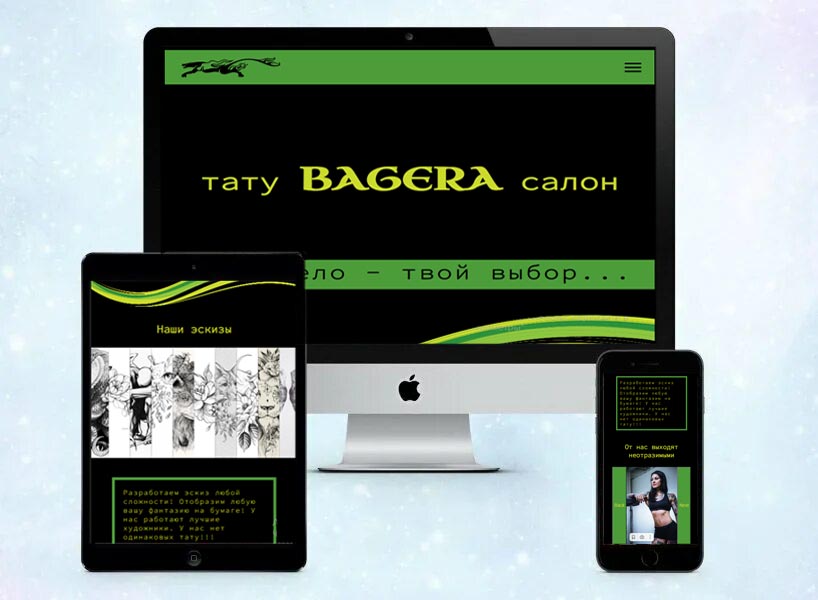 тату BAGERA салон
ело - твой выбор...
Наши эскизы
Разработаем эскиз любой
сложности! Отобразим любую
вашу фантазию на бумаге! У
нас работают лучшие
художники. У нас нет
одинаковых тату!!!
Разработаем эскиз
любой сложности!
Отобразим любую
вашу фантазию на
бумаге! У нас
работают лучшие
художники. У нас
нет одинаковых
тату!!!
От нас выходят
неотразимыми